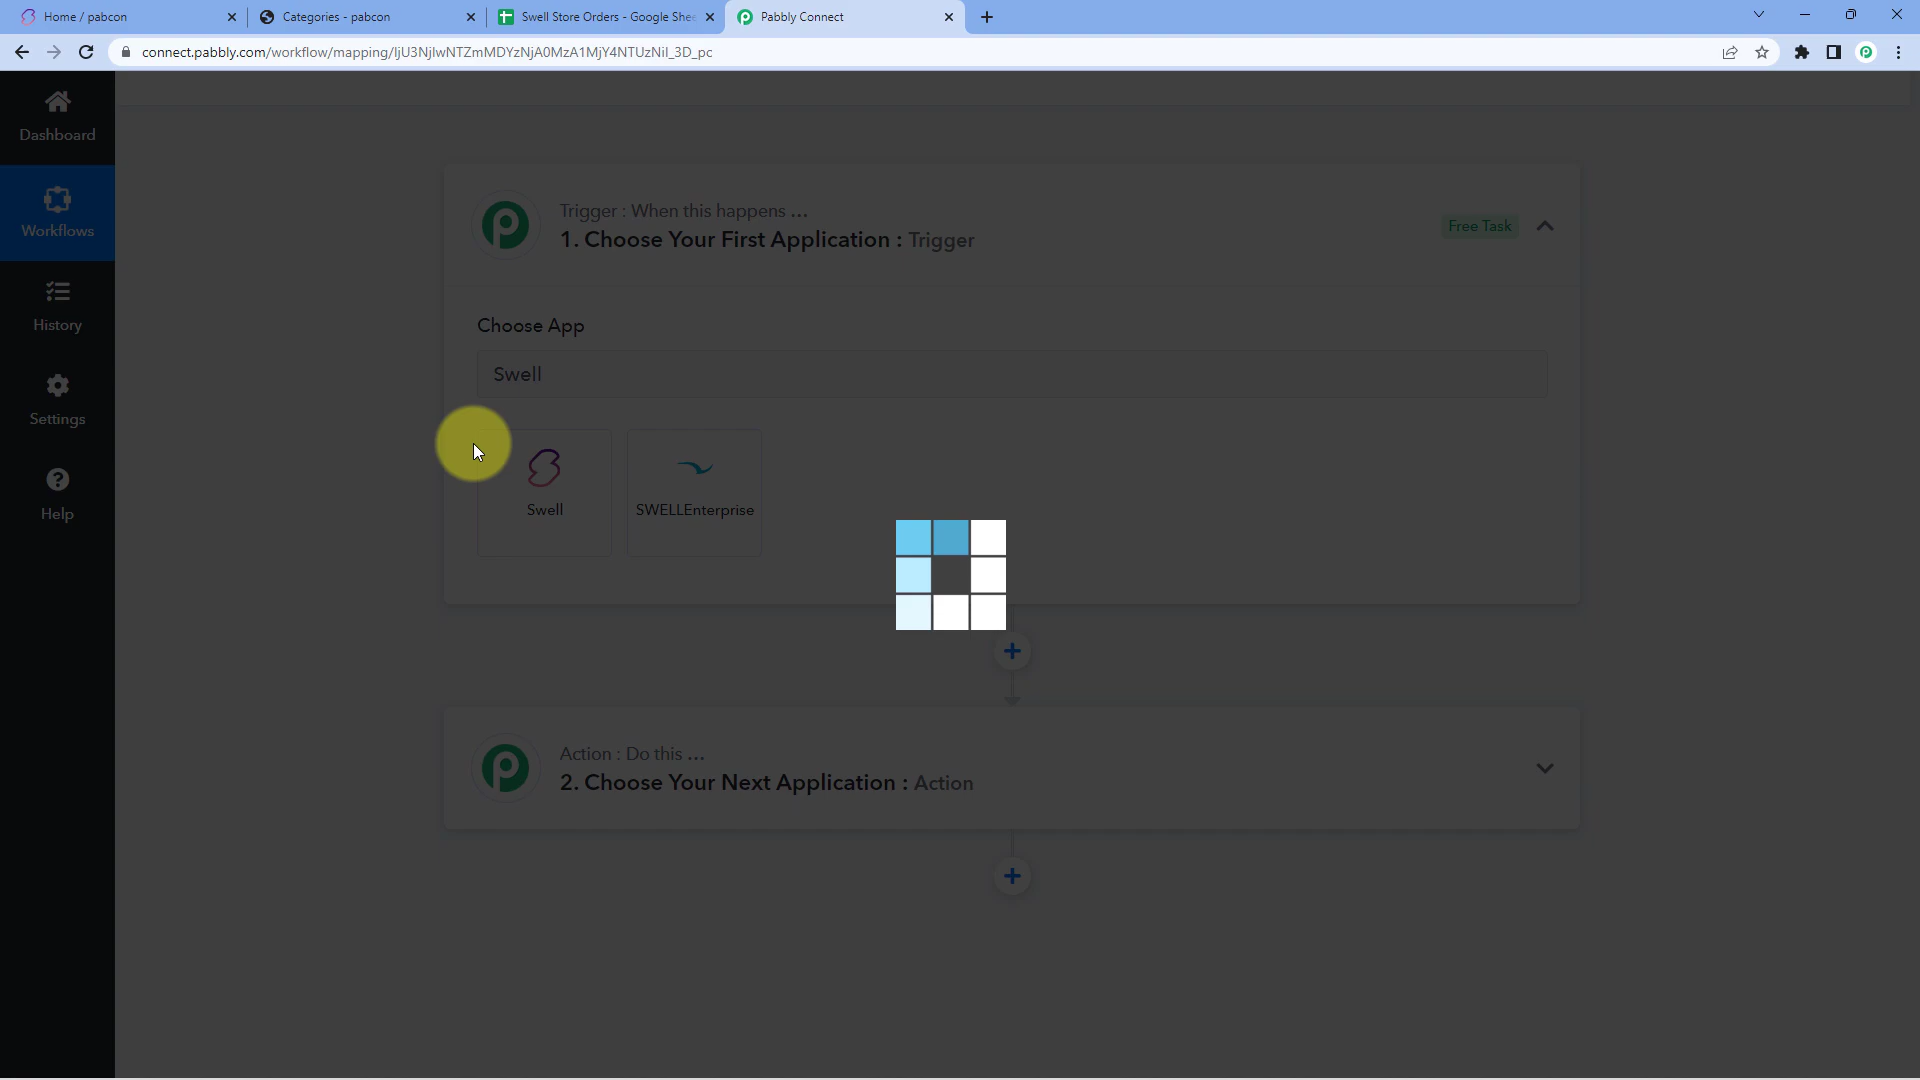 Home / pabcon
Categories - pabcon
Swell Store Orders - Google Shee
Pabbly Connect
connect.pabbly.com/workflow/mapping/IjU3NjIwNTZmMDYzNjA0MzA1MjY4NTUzNiI_3D_pc
Dashboard
Workflows
History
Settings
Help
Trigger : When this happens ...
1. Choose Your First Application : Trigger
Free Task
Choose App
Swell
Swell
SWELLEnterprise
Action : Do this ...
2. Choose Your Next Application : Action